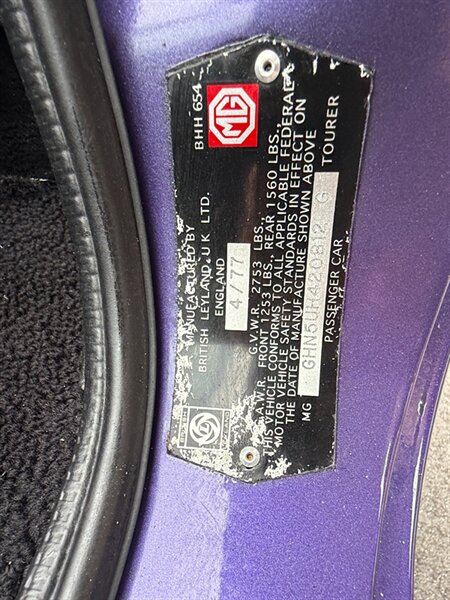 BHH 654
MG
MANUFACTURED BY
BRITISH LEYLAND UK LTD.
ENGLAND
4/77
G.V.W.R. 2753 LBS.,
G.A.W.R. FRONT 1253 LBS., REAR 1560 LBS.,
THIS VEHICLE CONFORMS TO ALL APPLICABLE FEDERAL
MOTOR VEHICLE SAFETY STANDARDS IN EFFECT ON
THE DATE OF MANUFACTURE SHOWN ABOVE
MG GHN5UH420812 G TOURER
PASSENGER CAR